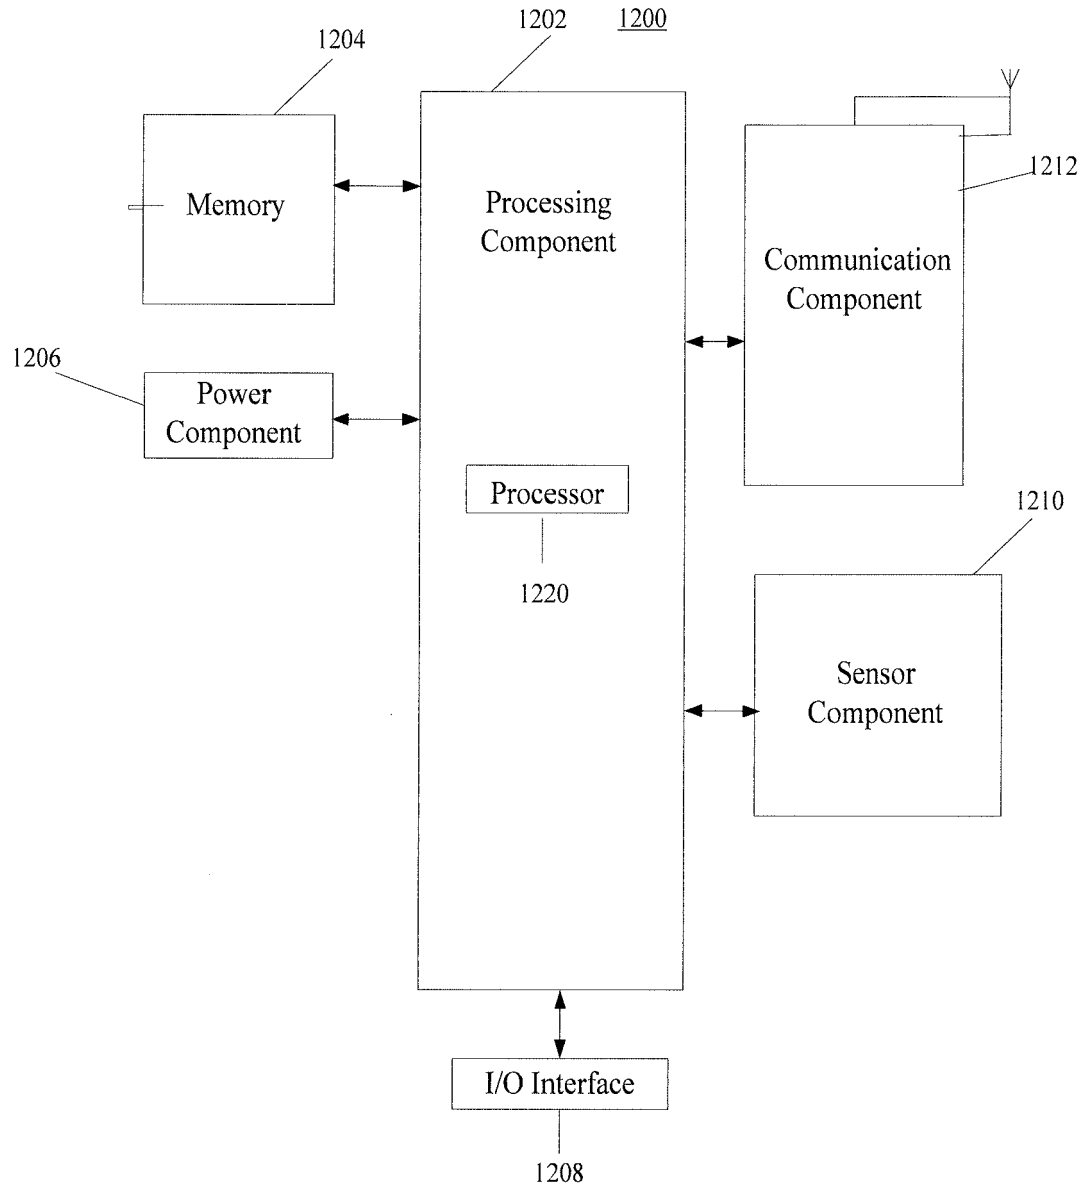 1202
1200
1204
1212
Memory
Processing
Component
Communication
Component
1206
Power
Component
Processor
1220
1210
Sensor
Component
I/O Interface
1208